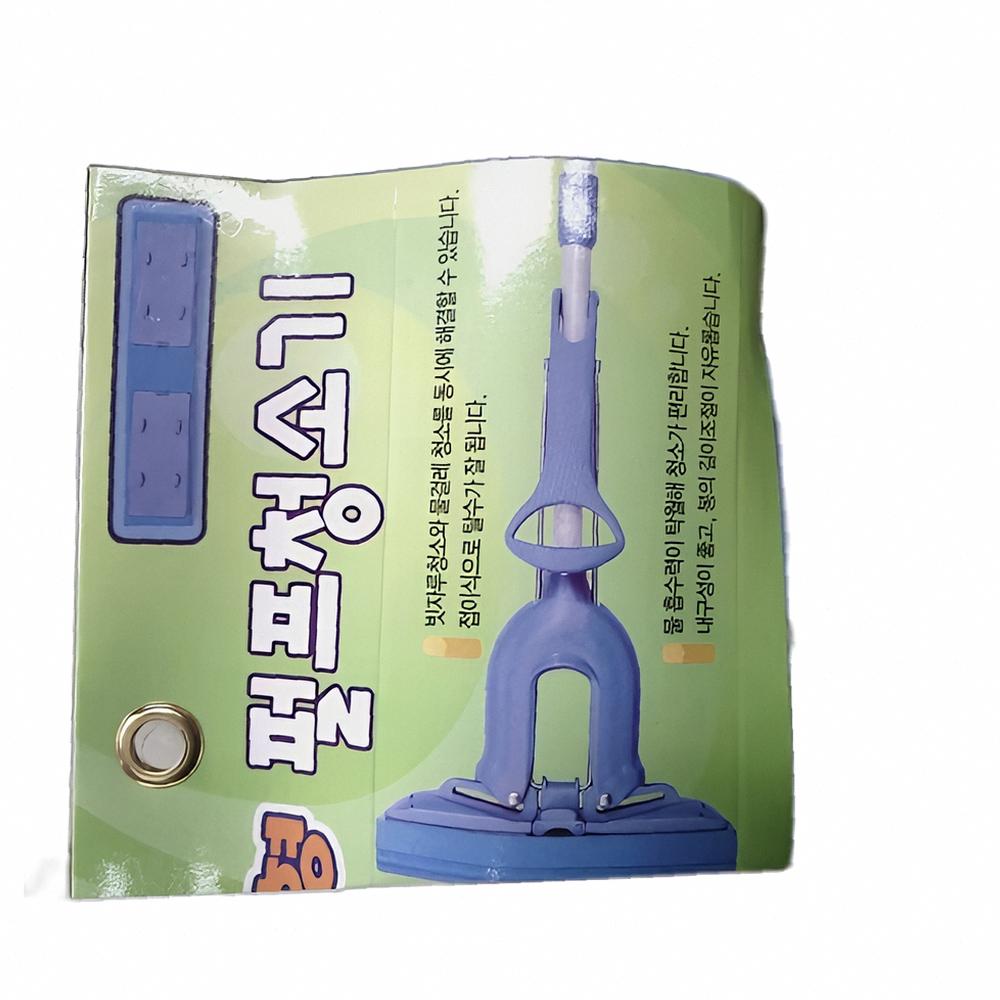 형 펄프청소기
빗자루청소와 물걸레 청소를 동시에 해결할 수 있습니다.
접이식으로 탈수가 잘 됩니다.
물 흡수력이 탁월해 청소가 편리합니다.
내구성이 좋고, 봉의 길이조절이 자유롭습니다.